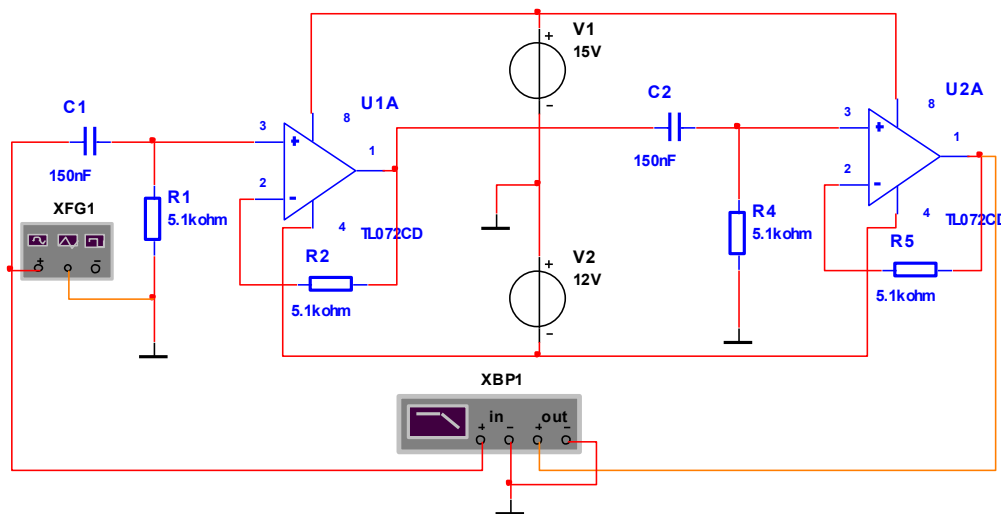 V1
15V
C1
150nF
U1A
3
8
2
1
4
TL072CD
R1
5.1kohm
XFG1
+
−
R2
5.1kohm
C2
150nF
U2A
3
8
2
1
4
TL072CD
R4
5.1kohm
R5
5.1kohm
V2
12V
XBP1
in
out
+
−
+
−